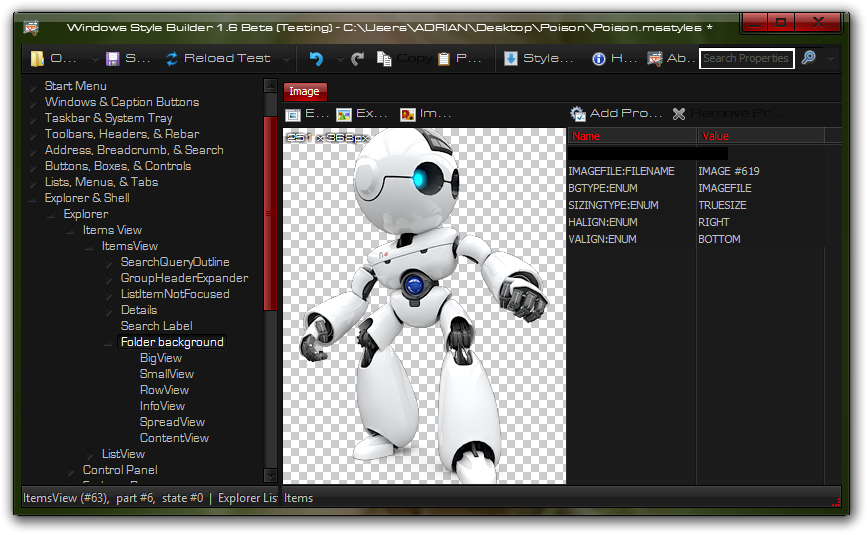 Windows Style Builder 1.6 Beta (Testing) - C:\Users\ADRIAN\Desktop\Poison\Poison.msstyles *
O... S... Reload Test Copy P... Style... H... Ab... Search Properties
Start Menu
Windows & Caption Buttons
Taskbar & System Tray
Toolbars, Headers, & Rebar
Address, Breadcrumb, & Search
Buttons, Boxes, & Controls
Lists, Menus, & Tabs
Explorer & Shell
Explorer
Items View
ItemsView
SearchQueryOutline
GroupHeaderExpander
ListItemNotFocused
Details
Search Label
Folder background
BigView
SmallView
RowView
InfoView
SpreadView
ContentView
ListView
Control Panel
Image
E... Ex... Im... Add Pro... Remove Pr...
251 x 368px
Name Value
IMAGEFILE:FILENAME IMAGE #619
BGTYPE:ENUM IMAGEFILE
SIZINGTYPE:ENUM TRUESIZE
HALIGN:ENUM RIGHT
VALIGN:ENUM BOTTOM
ItemsView (#63), part #6, state #0 | Explorer List Items